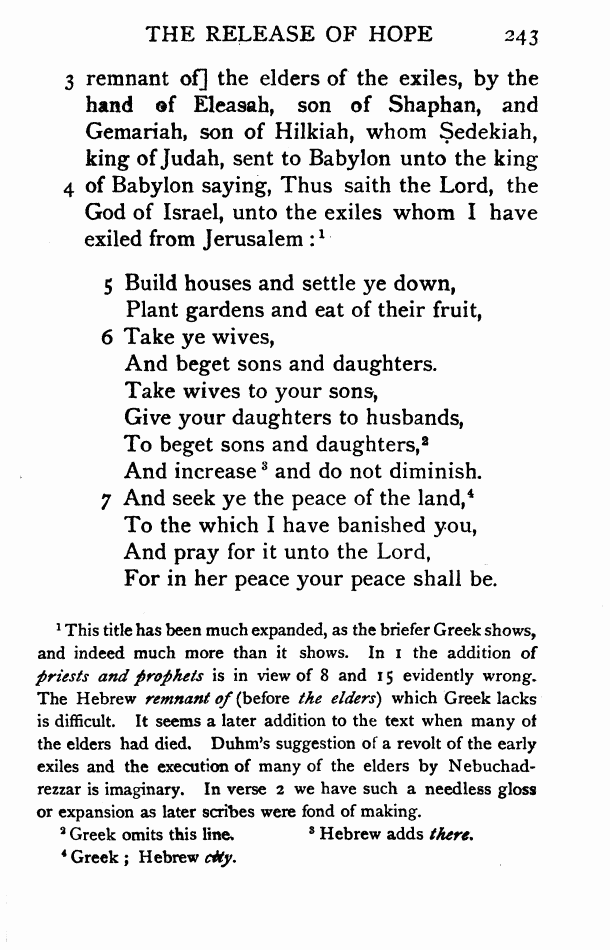 THE RELEASE OF HOPE 243
3 remnant of] the elders of the exiles, by the
hand of Eleasah, son of Shaphan, and
Gemariah, son of Hilkiah, whom Ṣedekiah,
king of Judah, sent to Babylon unto the king
4 of Babylon saying, Thus saith the Lord, the
God of Israel, unto the exiles whom I have
exiled from Jerusalem :¹
5 Build houses and settle ye down,
Plant gardens and eat of their fruit,
6 Take ye wives,
And beget sons and daughters.
Take wives to your sons,
Give your daughters to husbands,
To beget sons and daughters,²
And increase ³ and do not diminish.
7 And seek ye the peace of the land,⁴
To the which I have banished you,
And pray for it unto the Lord,
For in her peace your peace shall be.
¹ This title has been much expanded, as the briefer Greek shows,
and indeed much more than it shows. In 1 the addition of
priests and prophets is in view of 8 and 15 evidently wrong.
The Hebrew remnant of (before the elders) which Greek lacks
is difficult. It seems a later addition to the text when many of
the elders had died. Duhm's suggestion of a revolt of the early
exiles and the execution of many of the elders by Nebuchad-
rezzar is imaginary. In verse 2 we have such a needless gloss
or expansion as later scribes were fond of making.
² Greek omits this line. ³ Hebrew adds there.
⁴ Greek ; Hebrew city.